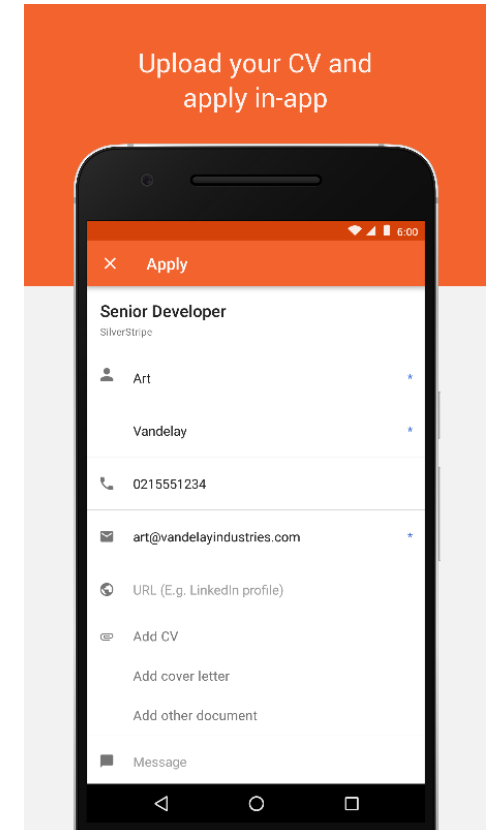 Upload your CV and
apply in-app
6:00
Apply
Senior Developer
SilverStripe
Art *
Vandelay *
0215551234
art@vandelayindustries.com *
URL (E.g. LinkedIn profile)
Add CV
Add cover letter
Add other document
Message